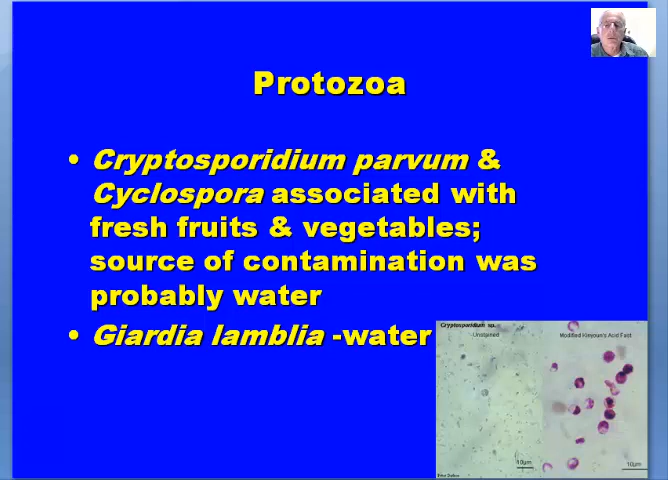 Protozoa
• Cryptosporidium parvum &
Cyclospora associated with
fresh fruits & vegetables;
source of contamination was
probably water
• Giardia lamblia -water
Cryptosporidium sp.
Unstained
Modified Kinyoun's Acid Fast
10µm
10µm